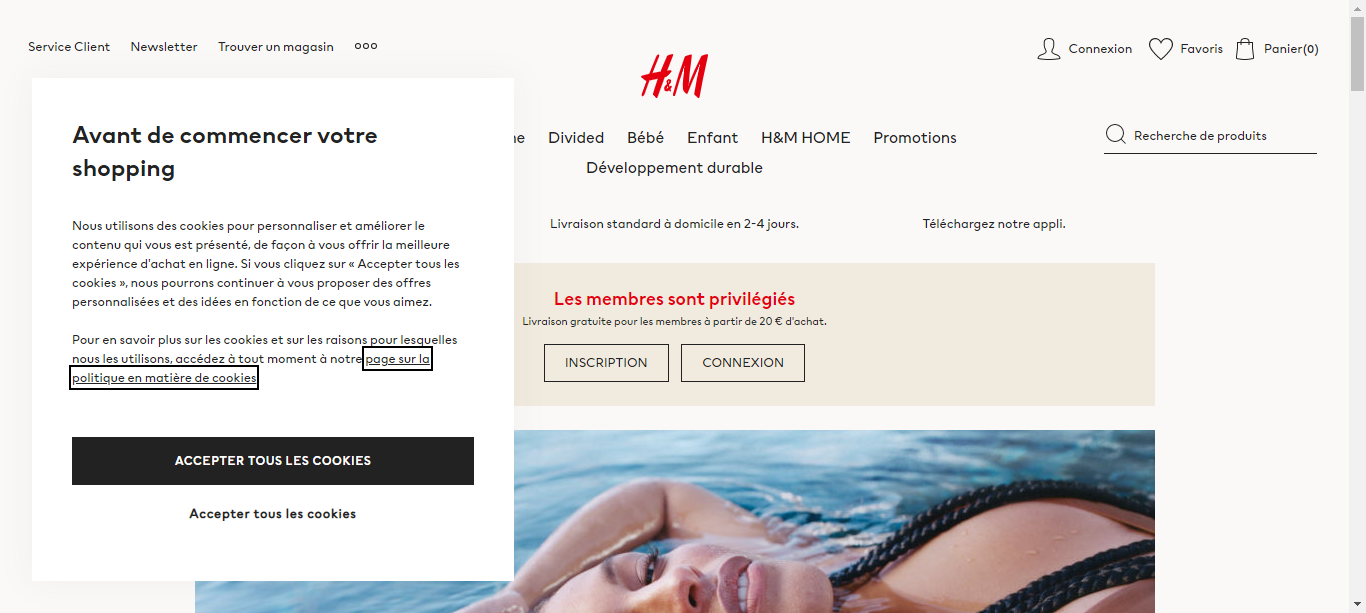 Service Client Newsletter Trouver un magasin
Connexion Favoris Panier(0)
H&M
Divided Bébé Enfant H&M HOME Promotions
Recherche de produits
Développement durable
Livraison standard à domicile en 2-4 jours. Téléchargez notre appli.
Avant de commencer votre
shopping
Nous utilisons des cookies pour personnaliser et améliorer le
contenu qui vous est présenté, de façon à vous offrir la meilleure
expérience d'achat en ligne. Si vous cliquez sur « Accepter tous les
cookies », nous pourrons continuer à vous proposer des offres
personnalisées et des idées en fonction de ce que vous aimez.
Pour en savoir plus sur les cookies et sur les raisons pour lesquelles
nous les utilisons, accédez à tout moment à notre page sur la
politique en matière de cookies
ACCEPTER TOUS LES COOKIES
Accepter tous les cookies
Les membres sont privilégiés
Livraison gratuite pour les membres à partir de 20 € d'achat.
INSCRIPTION CONNEXION